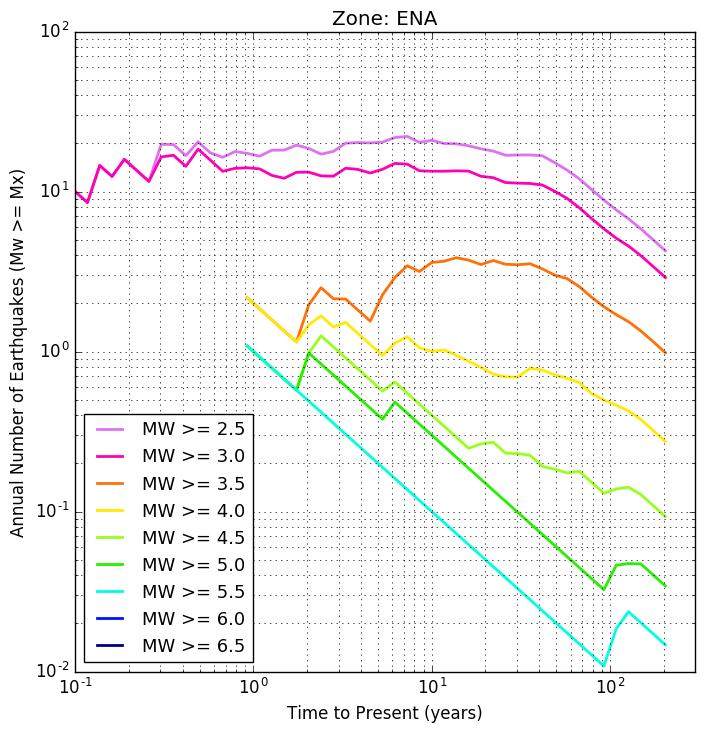 Zone: ENA
Annual Number of Earthquakes (Mw >= Mx)
10^2
10^1
10^0
10^-1
10^-2
MW >= 2.5
MW >= 3.0
MW >= 3.5
MW >= 4.0
MW >= 4.5
MW >= 5.0
MW >= 5.5
MW >= 6.0
MW >= 6.5
10^-1 10^0 10^1 10^2
Time to Present (years)